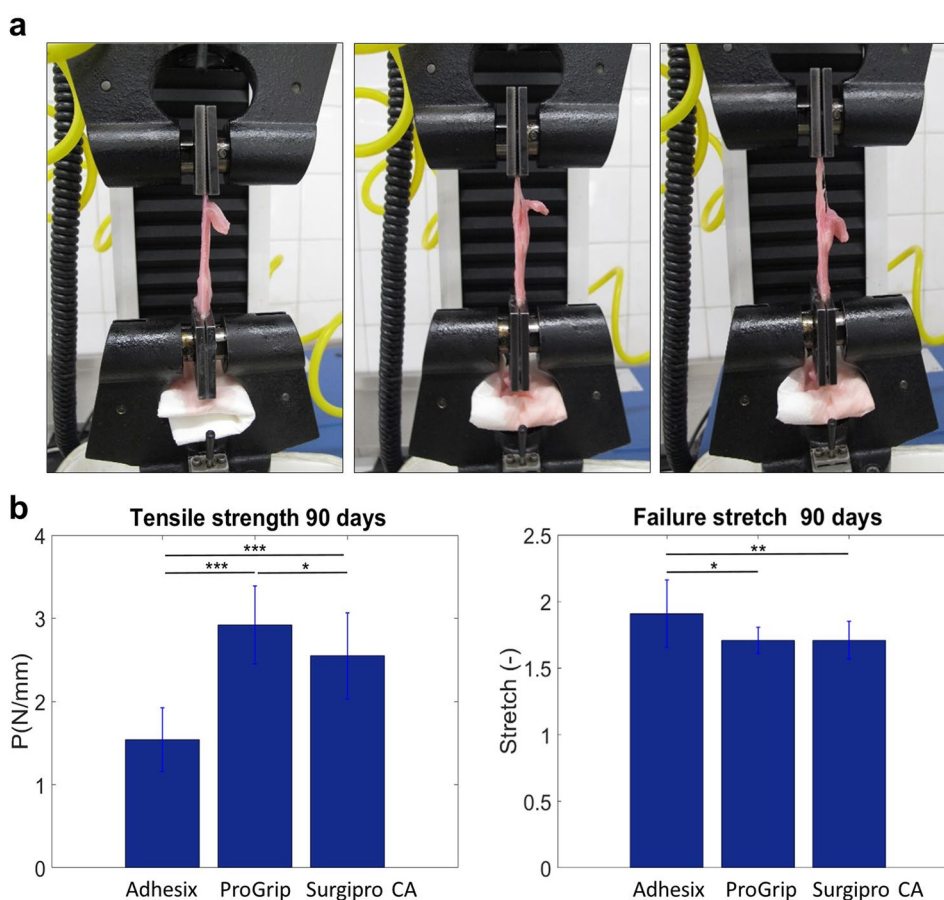 a
b
Tensile strength 90 days
P(N/mm)
4
3
2
1
0
***
***
*
Adhesix ProGrip Surgipro CA
Failure stretch 90 days
Stretch (-)
2.5
2
1.5
1
0.5
0
**
*
Adhesix ProGrip Surgipro CA